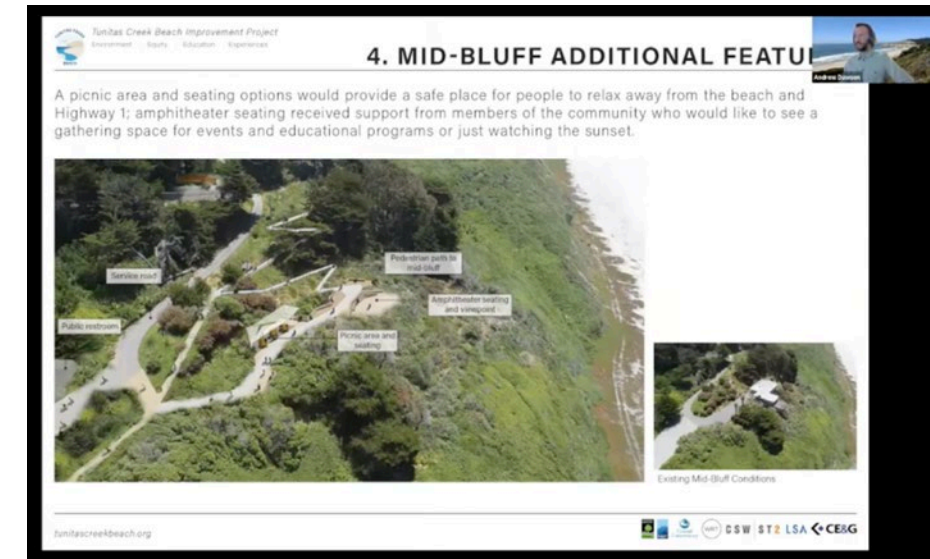 Tunitas Creek Beach Improvement Project
Environment Equity Education Experiences
4. MID-BLUFF ADDITIONAL FEATU
Andrew Dawson
A picnic area and seating options would provide a safe place for people to relax away from the beach and
Highway 1; amphitheater seating received support from members of the community who would like to see a
gathering space for events and educational programs or just watching the sunset.
Pedestrian path to
mid-bluff
Service road
Amphitheater seating
and viewpoint
Public restroom
Picnic area and
seating
Existing Mid-Bluff Conditions
tunitascreekbeach.org
GSW ST2 LSA CE&G